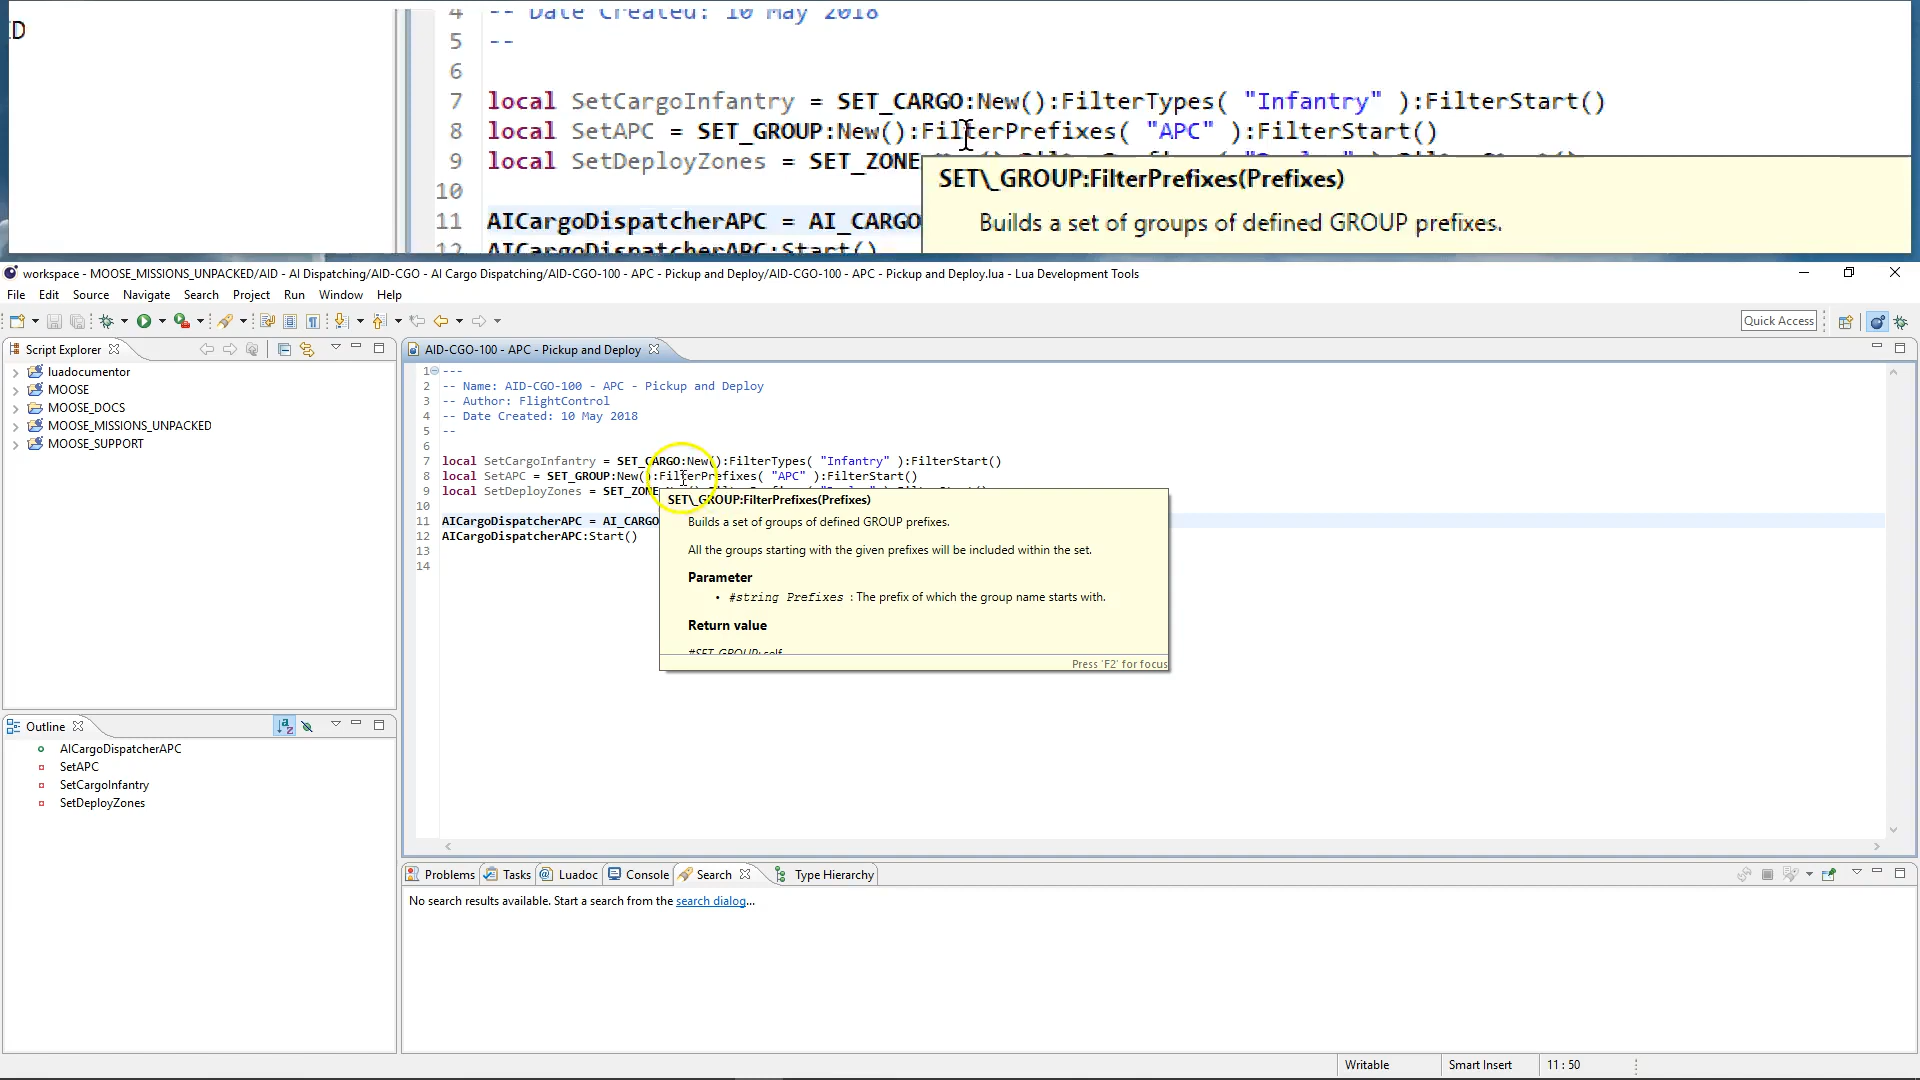 4 -- Date Created: 10 May 2018
ED
5 --
6
7 local SetCargoInfantry = SET_CARGO:New():FilterTypes( "Infantry" ):FilterStart()
8 local SetAPC = SET_GROUP:New():FilterPrefixes( "APC" ):FilterStart()
9 local SetDeployZones = SET_ZONE
SET\_GROUP:FilterPrefixes(Prefixes)
10
11 AICargoDispatcherAPC = AI_CARGO
Builds a set of groups of defined GROUP prefixes.
12 AICargoDispatcherAPC:Start()
workspace - MOOSE_MISSIONS_UNPACKED/AID - AI Dispatching/AID-CGO - AI Cargo Dispatching/AID-CGO-100 - APC - Pickup and Deploy/AID-CGO-100 - APC - Pickup and Deploy.lua - Lua Development Tools
File Edit Source Navigate Search Project Run Window Help
Quick Access
Script Explorer
luadocumentor
MOOSE
MOOSE_DOCS
MOOSE_MISSIONS_UNPACKED
MOOSE_SUPPORT
AID-CGO-100 - APC - Pickup and Deploy
1 ---
2 -- Name: AID-CGO-100 - APC - Pickup and Deploy
3 -- Author: FlightControl
4 -- Date Created: 10 May 2018
5 --
6
7 local SetCargoInfantry = SET_CARGO:New():FilterTypes( "Infantry" ):FilterStart()
8 local SetAPC = SET_GROUP:New():FilterPrefixes( "APC" ):FilterStart()
9 local SetDeployZones = SET_ZONE
10
11 AICargoDispatcherAPC = AI_CARGO
12 AICargoDispatcherAPC:Start()
13
14
SET\_GROUP:FilterPrefixes(Prefixes)
Builds a set of groups of defined GROUP prefixes.
All the groups starting with the given prefixes will be included within the set.
Parameter
• #string Prefixes : The prefix of which the group name starts with.
Return value
#SET_GROUP: self
Press 'F2' for focus
Outline
AICargoDispatcherAPC
SetAPC
SetCargoInfantry
SetDeployZones
Problems Tasks Luadoc Console Search Type Hierarchy
No search results available. Start a search from the search dialog...
Writable Smart Insert 11 : 50